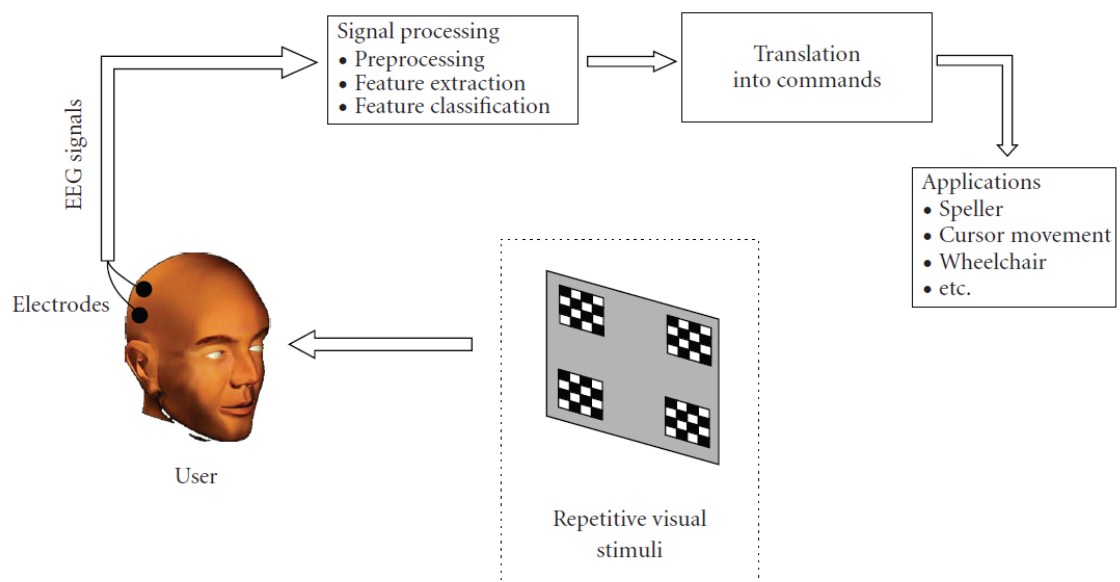 Signal processing
• Preprocessing
• Feature extraction
• Feature classification
Translation
into commands
EEG signals
Applications
• Speller
• Cursor movement
• Wheelchair
• etc.
Electrodes
User
Repetitive visual
stimuli